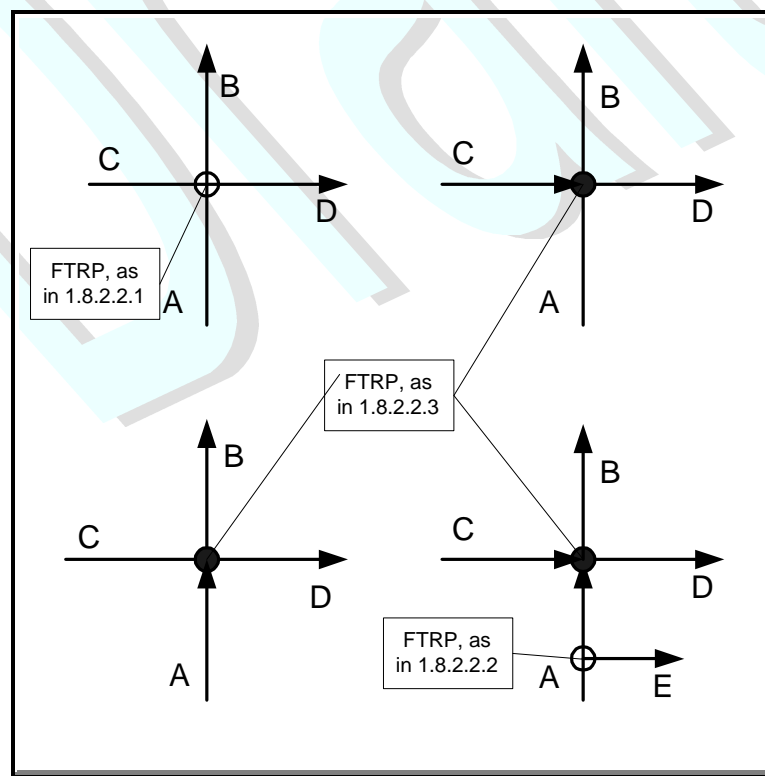 B
B
C
C
D
D
FTRP, as
in 1.8.2.2.1
A
A
FTRP, as
in 1.8.2.2.3
B
B
C
C
D
D
FTRP, as
in 1.8.2.2.2
A
A
E